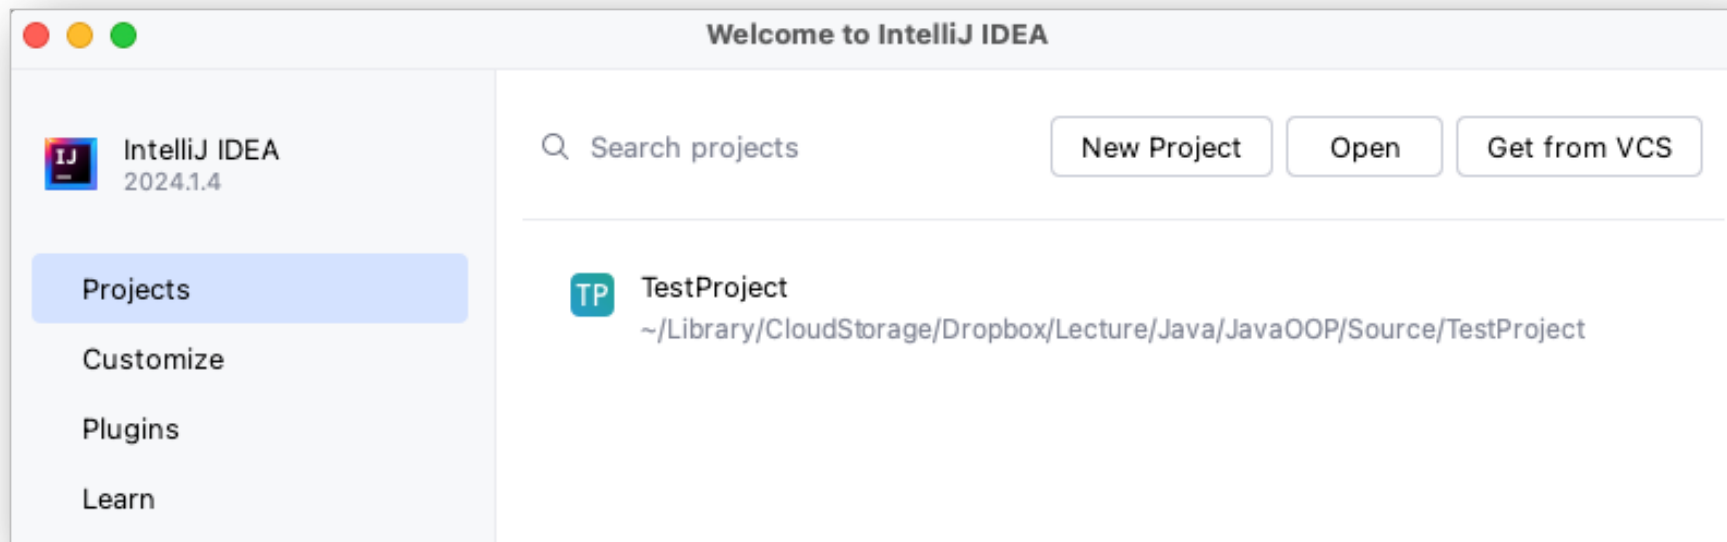 Welcome to IntelliJ IDEA
IJ
IntelliJ IDEA
2024.1.4
Search projects
New Project
Open
Get from VCS
Projects
Customize
Plugins
Learn
TP
TestProject
~/Library/CloudStorage/Dropbox/Lecture/Java/JavaOOP/Source/TestProject